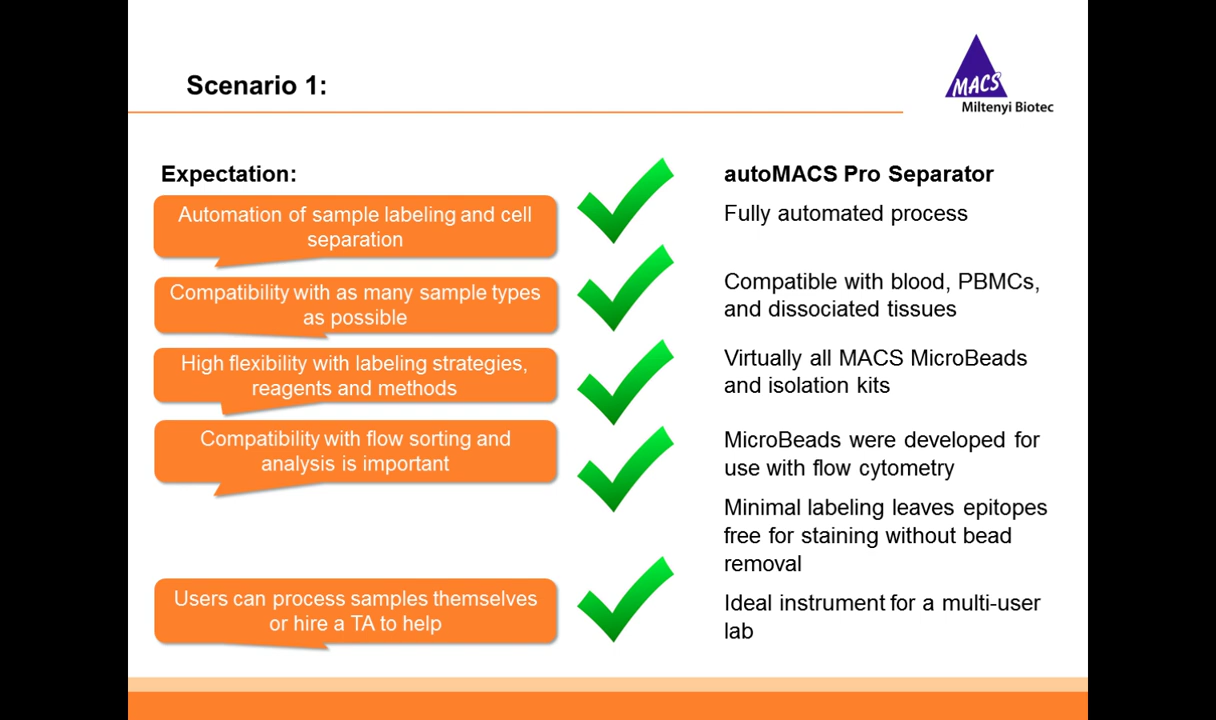 Scenario 1:
MACS
Miltenyi Biotec
Expectation:
autoMACS Pro Separator
Automation of sample labeling and cell
separation
Fully automated process
Compatibility with as many sample types
as possible
Compatible with blood, PBMCs,
and dissociated tissues
High flexibility with labeling strategies,
reagents and methods
Virtually all MACS MicroBeads
and isolation kits
Compatibility with flow sorting and
analysis is important
MicroBeads were developed for
use with flow cytometry
Minimal labeling leaves epitopes
free for staining without bead
removal
Users can process samples themselves
or hire a TA to help
Ideal instrument for a multi-user
lab